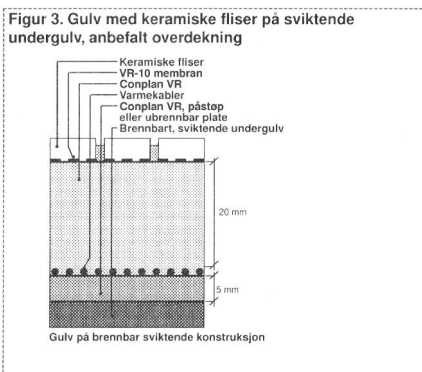 Figur 3. Gulv med keramiske fliser på sviktende
undergulv, anbefalt overdekning
Keramiske fliser
VR-10 membran
Conplan VR
Varmekabler
Conplan VR, påstøp
eller ubrennbar plate
Brennbart, sviktende undergulv
20 mm
5 mm
Gulv på brennbar sviktende konstruksjon